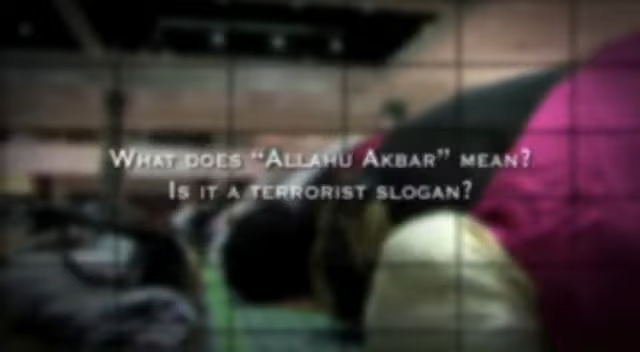 What does “Allahu Akbar” mean?
Is it a terrorist slogan?